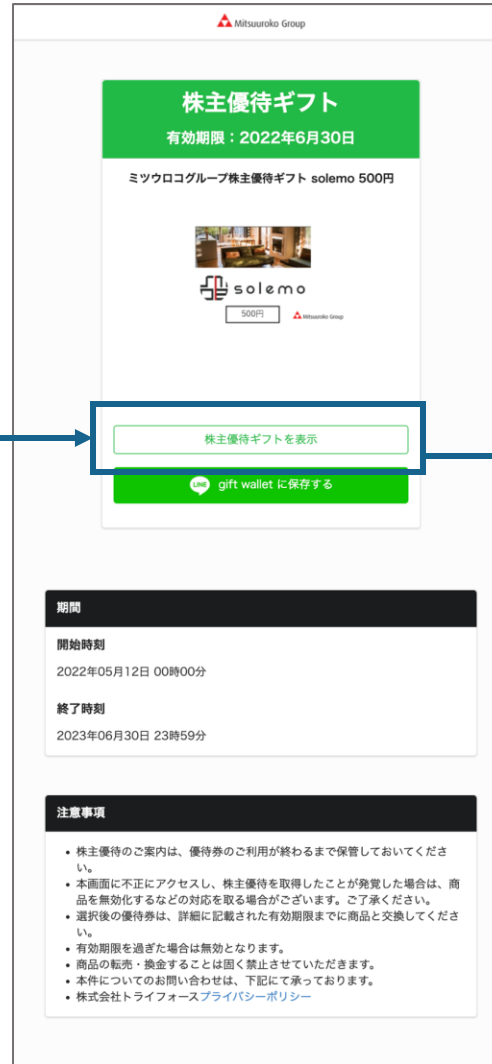 Mitsuuroko Group
株主優待ギフト
有効期限：2022年6月30日
ミツウロコグループ株主優待ギフト solemo 500円
solemo
500円
Mitsuuroko Group
株主優待ギフトを表示
LINE gift wallet に保存する
期間
開始時刻
2022年05月12日 00時00分
終了時刻
2023年06月30日 23時59分
注意事項
• 株主優待のご案内は、優待券のご利用が終わるまで保管しておいてくださ
い。
• 本画面に不正にアクセスし、株主優待を取得したことが発覚した場合は、商
品を無効化するなどの対応を取る場合がございます。ご了承ください。
• 選択後の優待券は、詳細に記載された有効期限までに商品と交換してくださ
い。
• 有効期限を過ぎた場合は無効となります。
• 商品の転売・換金することは固く禁止させていただきます。
• 本件についてのお問い合わせは、下記にて承っております。
• 株式会社トライフォースプライバシーポリシー